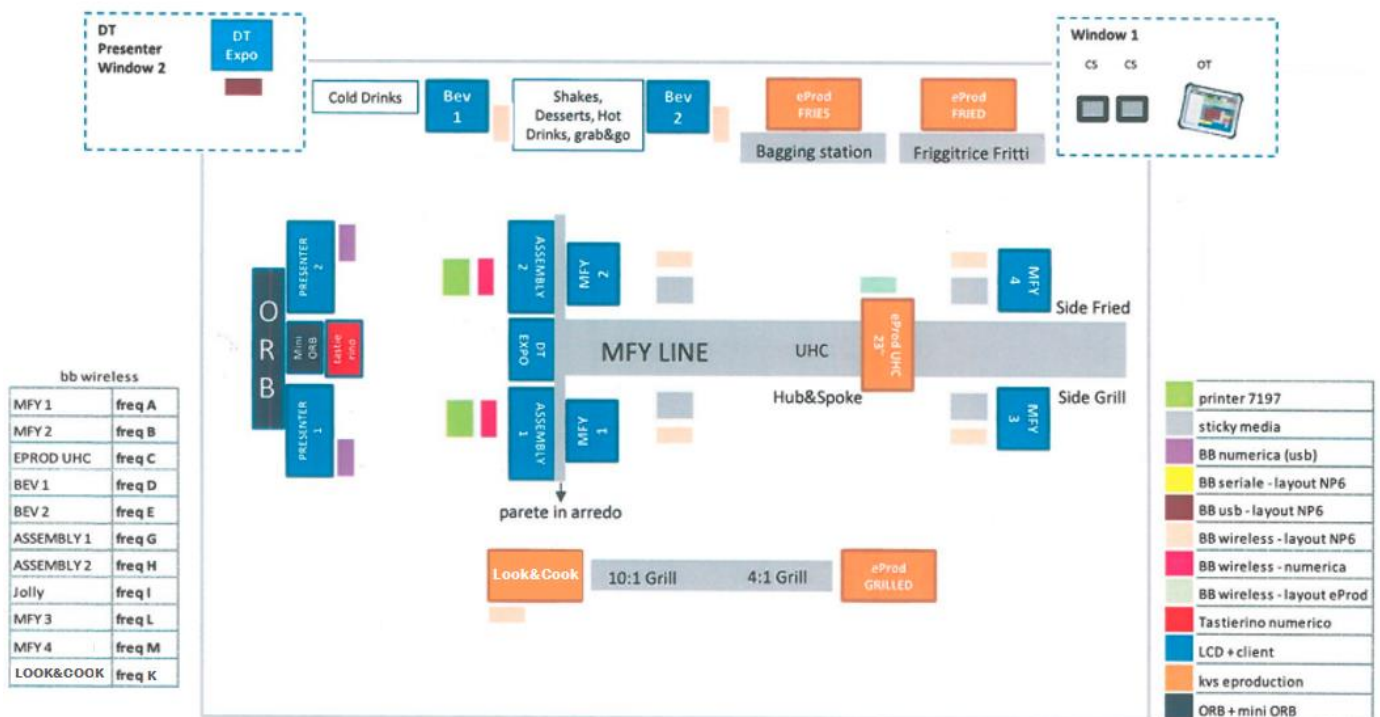 DT
Presenter
Window 2
DT
Expo
Window 1
CS CS OT
Cold Drinks
Bev
1
Shakes,
Desserts, Hot
Drinks, grab&go
Bev
2
eProd
FRIES
eProd
FRIED
Bagging station
Friggitrice Fritti
PRESENTER
2
ORB
Mini
ORB
tastie
rino
PRESENTER
1
ASSEMBLY
2
MFY
2
DT
EXPO
MFY LINE
UHC
eProd UHC
23"
Hub&Spoke
MFY
4
Side Fried
Side Grill
MFY
3
ASSEMBLY
1
MFY
1
parete in arredo
Look&Cook
10:1 Grill
4:1 Grill
eProd
GRILLED
bb wireless
MFY 1 freq A
MFY 2 freq B
EPROD UHC freq C
BEV 1 freq D
BEV 2 freq E
ASSEMBLY 1 freq G
ASSEMBLY 2 freq H
Jolly freq I
MFY 3 freq L
MFY 4 freq M
LOOK&COOK freq K
printer 7197
sticky media
BB numerica (usb)
BB seriale - layout NP6
BB usb - layout NP6
BB wireless - layout NP6
BB wireless - numerica
BB wireless - layout eProd
Tastierino numerico
LCD + client
kvs eproduction
ORB + mini ORB